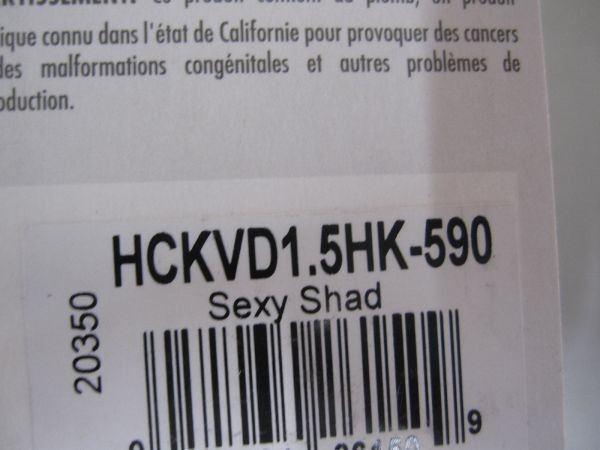 ique connu dans l'état de Californie pour provoquer des cancers
des malformations congénitales et autres problèmes de
oduction.
HCKVD1.5HK-590
Sexy Shad
20350
9